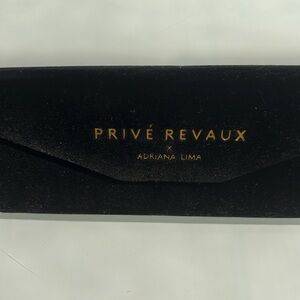 PRIVÉ REVAUX
x
ADRIANA LIMA